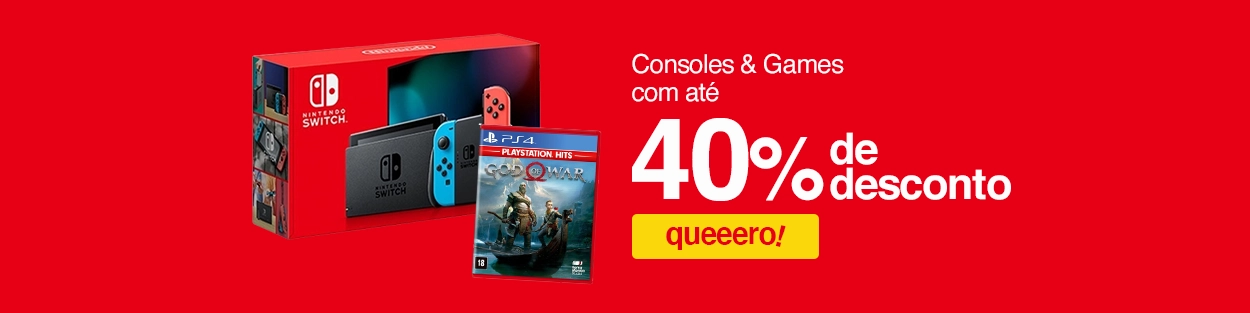 Nintendo
NINTENDO
SWITCH.
NINTENDO
SWITCH
PS4
PLAYSTATION HITS
GOD OF WAR
18
Consoles & Games
com até
40% de
desconto
queeero!